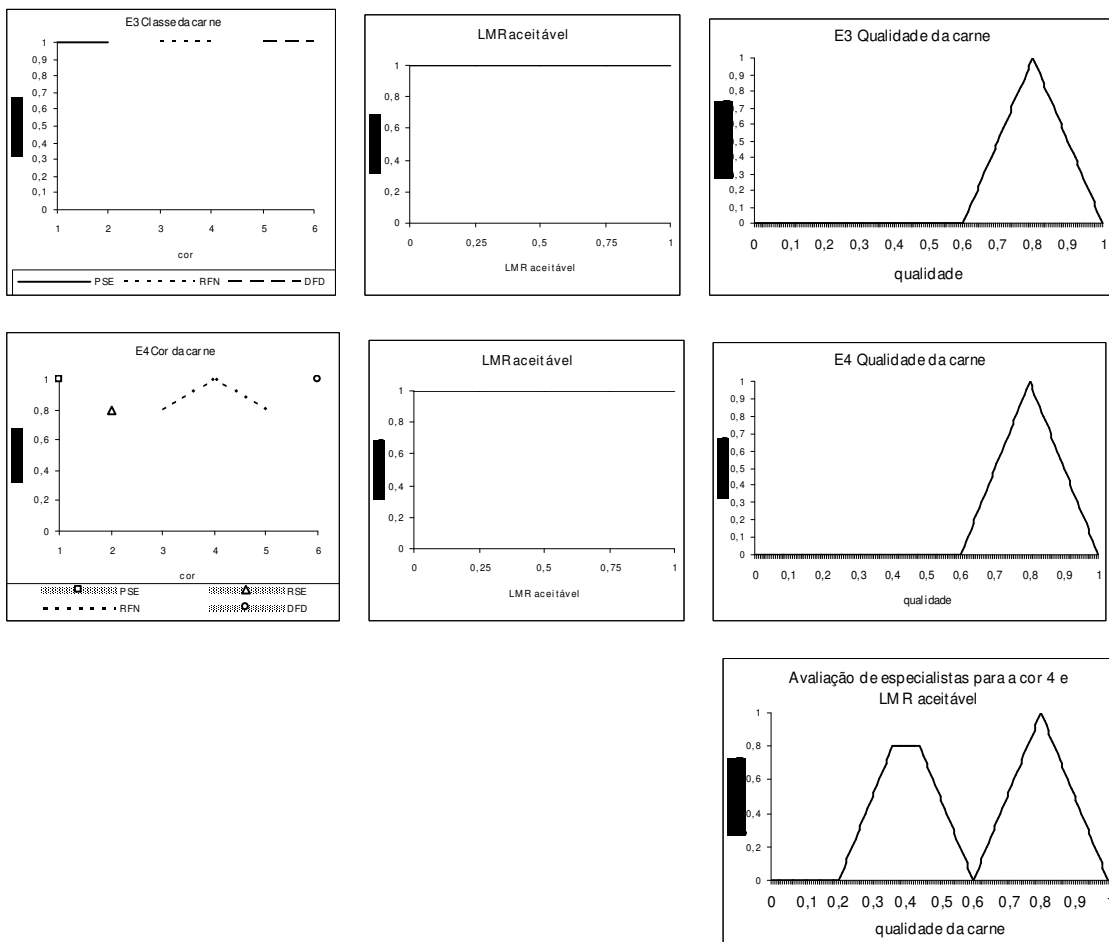 E3 Classe da carne
1
0,9
0,8
0,7
0,6
0,5
0,4
0,3
0,2
0,1
0
1 2 3 4 5 6
cor
PSE RFN DFD
LMR aceitável
1
0,8
0,6
0,4
0,2
0
0 0,25 0,5 0,75 1
LMR aceitável
E3 Qualidade da carne
1
0,9
0,8
0,7
0,6
0,5
0,4
0,3
0,2
0,1
0
0 0,1 0,2 0,3 0,4 0,5 0,6 0,7 0,8 0,9 1
qualidade
E4 Cor da carne
1
0,8
0,6
0,4
0,2
0
1 2 3 4 5 6
cor
PSE RSE
RFN DFD
LMR aceitável
1
0,8
0,6
0,4
0,2
0
0 0,25 0,5 0,75 1
LMR aceitável
E4 Qualidade da carne
1
0,9
0,8
0,7
0,6
0,5
0,4
0,3
0,2
0,1
0
0 0,1 0,2 0,3 0,4 0,5 0,6 0,7 0,8 0,9 1
qualidade
Avaliação de especialistas para a cor 4 e
LMR aceitável
1
0,8
0,6
0,4
0,2
0
0 0,1 0,2 0,3 0,4 0,5 0,6 0,7 0,8 0,9 1
qualidade da carne